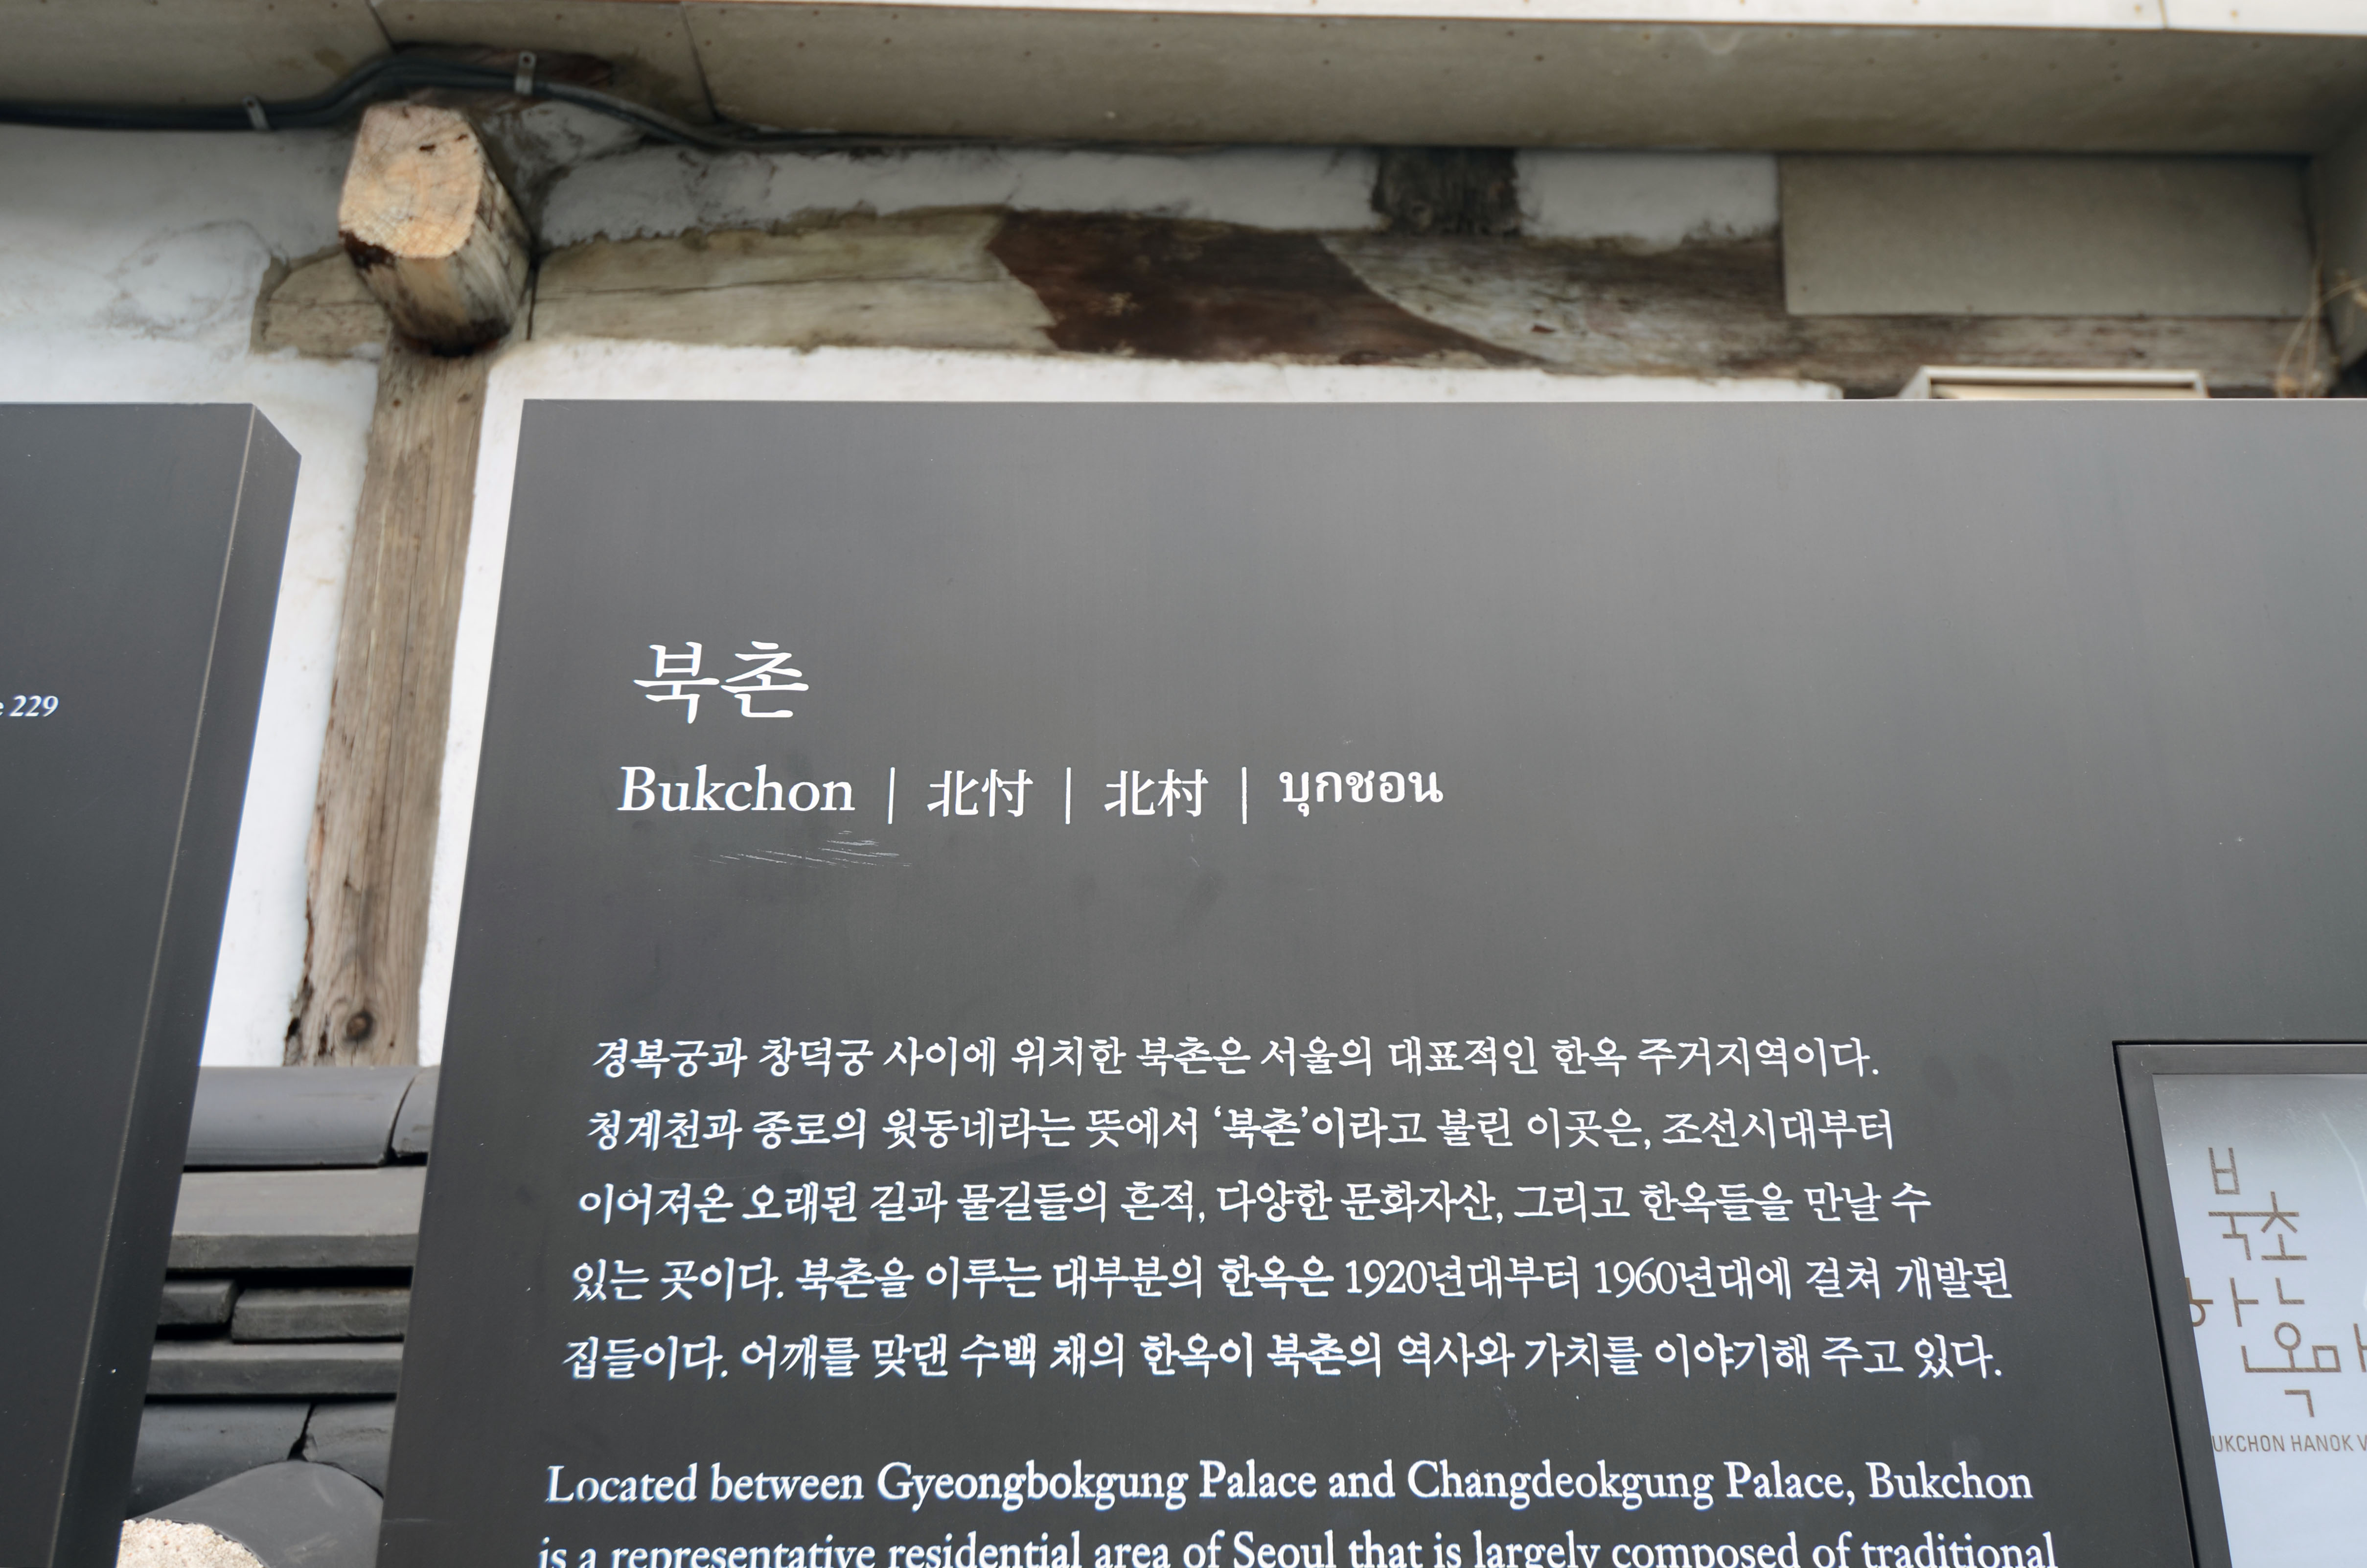 229
북촌
Bukchon | 北忖 | 北村 | บุกชอน
경복궁과 창덕궁 사이에 위치한 북촌은 서울의 대표적인 한옥 주거지역이다.
청계천과 종로의 윗동네라는 뜻에서 ‘북촌’이라고 불린 이곳은, 조선시대부터
이어져온 오래된 길과 물길들의 흔적, 다양한 문화자산, 그리고 한옥들을 만날 수
있는 곳이다. 북촌을 이루는 대부분의 한옥은 1920년대부터 1960년대에 걸쳐 개발된
집들이다. 어깨를 맞댄 수백 채의 한옥이 북촌의 역사와 가치를 이야기해 주고 있다.
Located between Gyeongbokgung Palace and Changdeokgung Palace, Bukchon
is a representative residential area of Seoul that is largely composed of traditional
북촌
한옥
UKCHON HANOK V